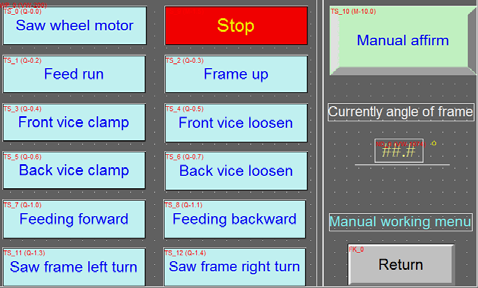 TS_0 (Q-0.0)
Saw wheel motor
Stop
TS_10 (M-10.0)
Manual affirm
TS_1 (Q-0.2)
Feed run
TS_2 (Q-0.3)
Frame up
TS_3 (Q-0.4)
Front vice clamp
TS_4 (Q-0.5)
Front vice loosen
Currently angle of frame
##.#
TS_5 (Q-0.6)
Back vice clamp
TS_6 (Q-0.7)
Back vice loosen
TS_7 (Q-1.0)
Feeding forward
TS_8 (Q-1.1)
Feeding backward
Manual working menu
TS_11 (Q-1.3)
Saw frame left turn
TS_12 (Q-1.4)
Saw frame right turn
FK_0
Return